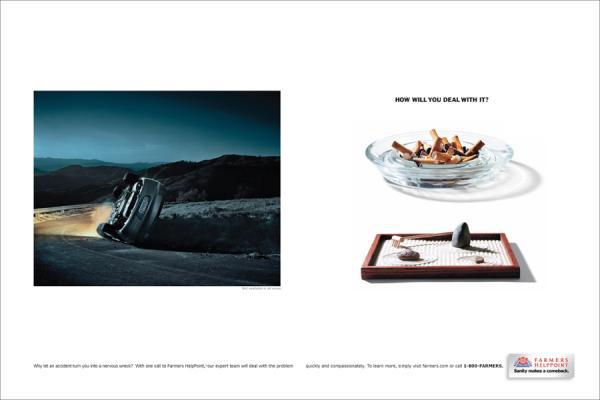 HOW WILL YOU DEAL WITH IT?
Why let an accident turn you into a nervous wreck? With one call to Farmers HelpPoint, our expert team will deal with the problem quickly and compassionately. To learn more, simply visit farmers.com or call 1-800-FARMERS.
FARMERS
HELPPOINT
Sanity makes a comeback.